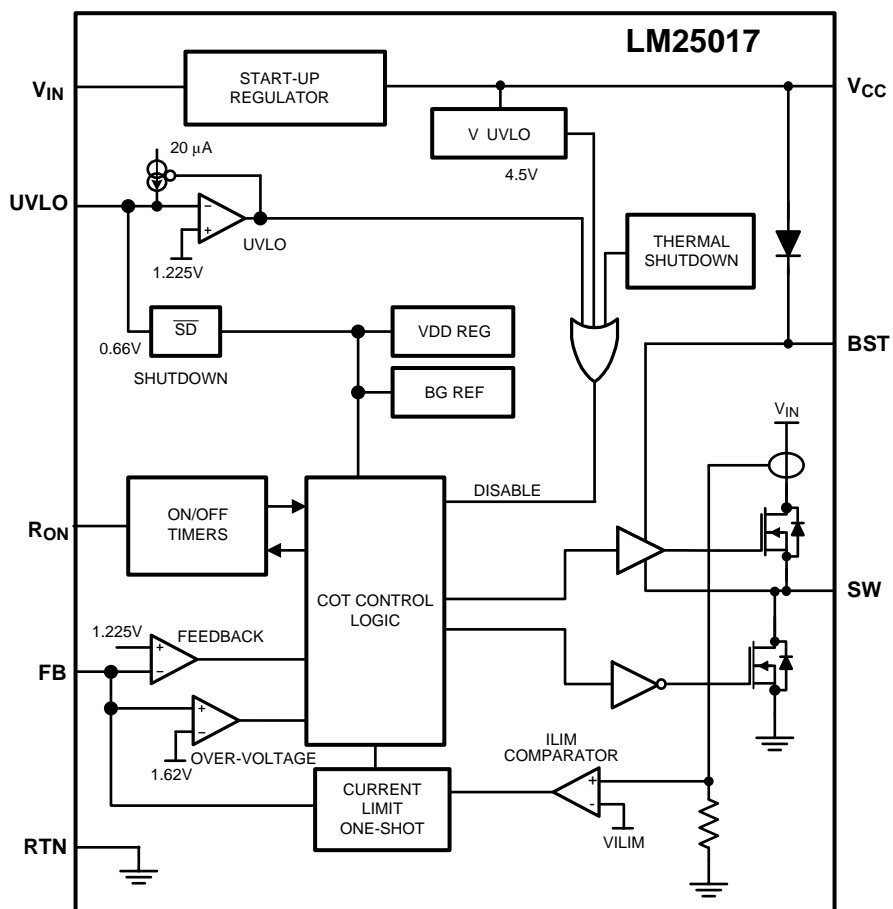 LM25017
START-UP
REGULATOR
VIN
VCC
V UVLO
4.5V
20 µA
UVLO
-
+
UVLO
1.225V
THERMAL
SHUTDOWN
SD
0.66V
SHUTDOWN
VDD REG
BG REF
BST
VIN
DISABLE
RON
ON/OFF
TIMERS
COT CONTROL
LOGIC
SW
1.225V
FEEDBACK
+
-
FB
+
-
1.62V
OVER-VOLTAGE
ILIM
COMPARATOR
+
-
VILIM
CURRENT
LIMIT
ONE-SHOT
RTN